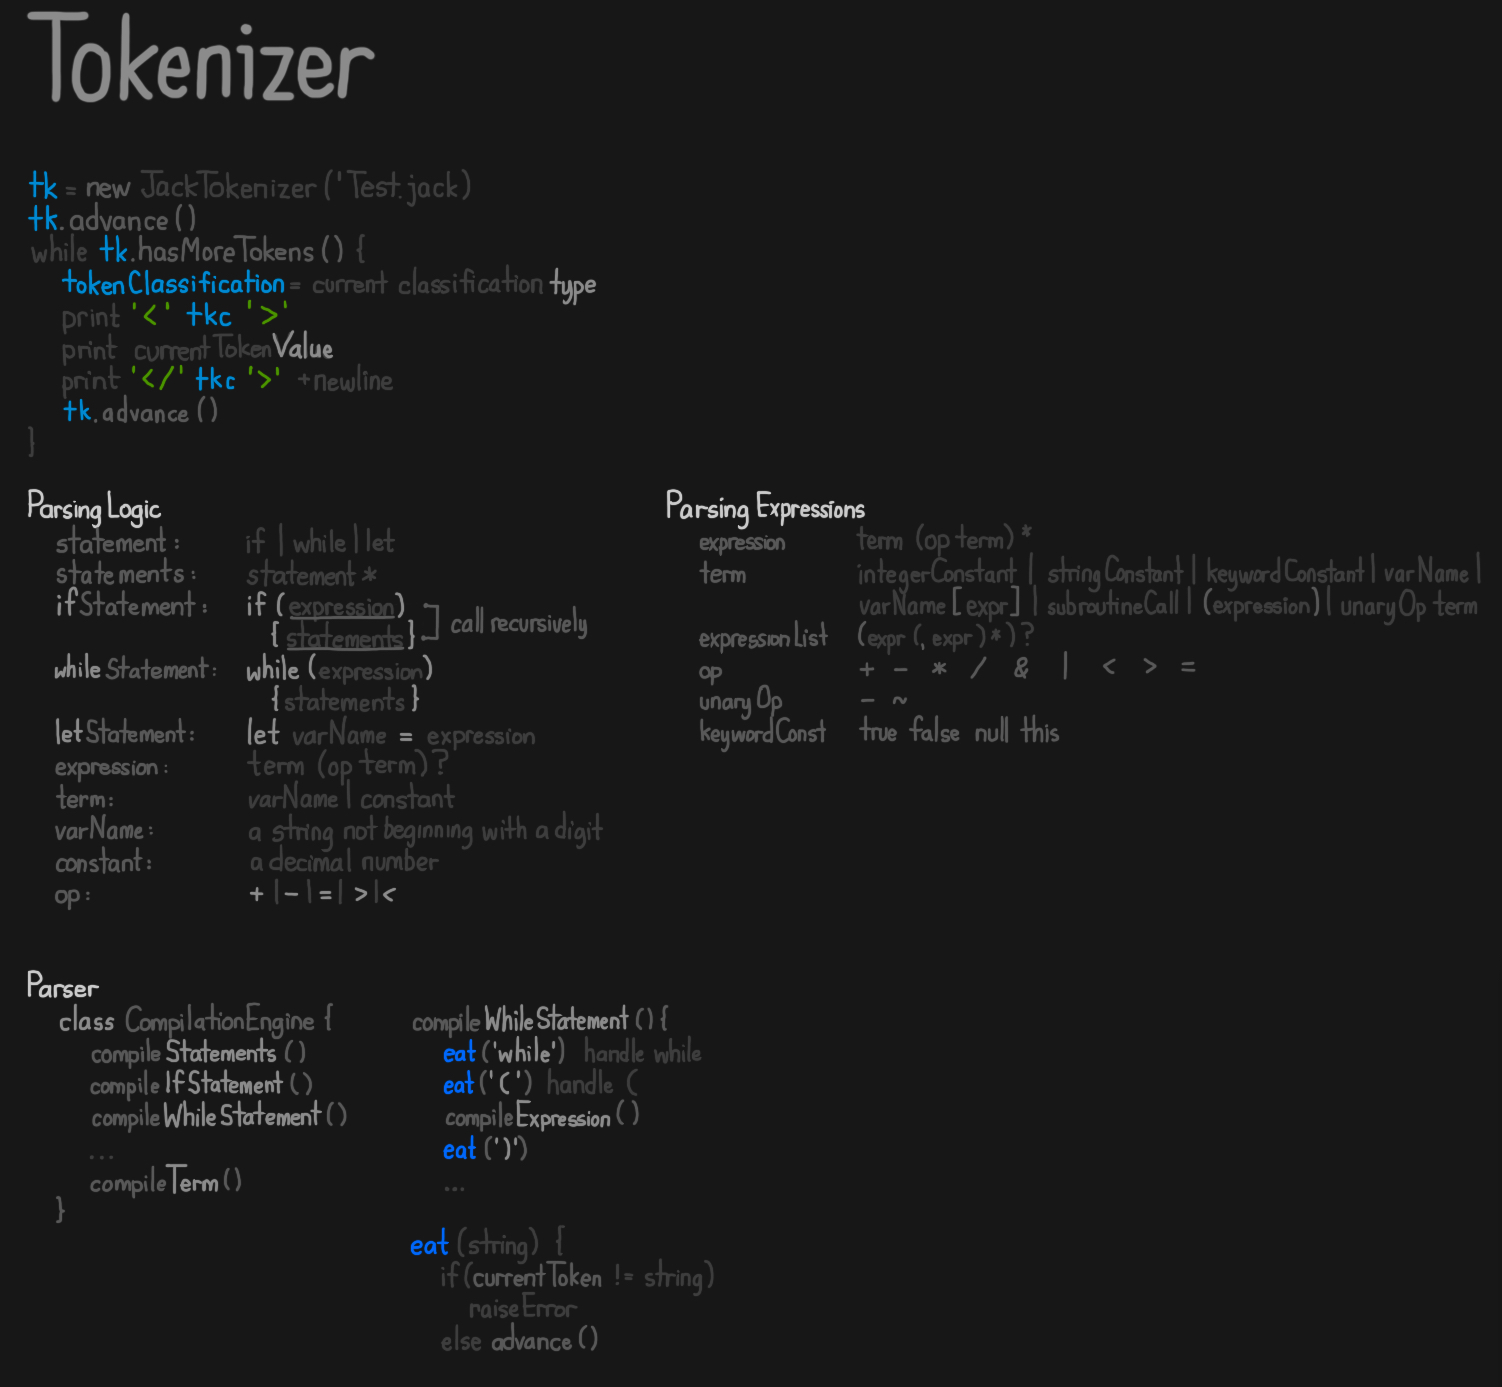 Tokenizer
tk = new JackTokenizer ('Test.jack)
tk.advance ()
while tk.hasMoreTokens () {
tokenClassification = current classification type
print '<' tkc '>'
print currentTokenValue
print '</' tkc '>' + newline
tk.advance ()
}
Parsing Logic
statement: if | while | let
statements: statement *
ifStatement: if (expression)
{ statements }
call recursively
whileStatement: while (expression)
{ statements }
letStatement: let varName = expression
expression: term (op term)?
term: varName | constant
varName: a string not beginning with a digit
constant: a decimal number
op: + | - | = | > | <
Parsing Expressions
expression term (op term) *
term integerConstant | stringConstant | keywordConstant | varName |
varName [expr] | subroutineCall | (expression) | unaryOp term
expressionList (expr (, expr) *) ?
op + - * / & | < > =
unaryOp - ~
keywordConst true false null this
Parser
class CompilationEngine {
compileStatements ()
compileIfStatement ()
compileWhileStatement ()
...
compileTerm ()
}
compileWhileStatement () {
eat ('while') handle while
eat ('(') handle (
compileExpression ()
eat (')')
...
eat (string) {
if (currentToken != string)
raiseError
else advance ()